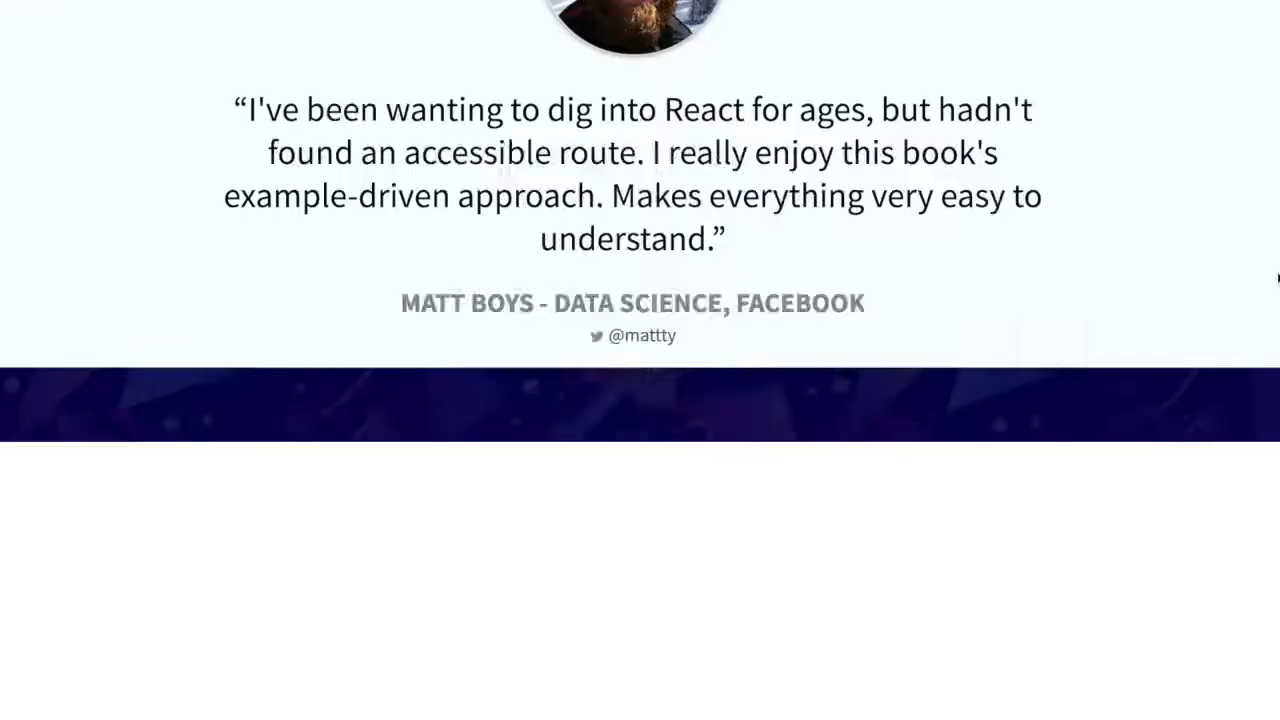 “I've been wanting to dig into React for ages, but hadn't
found an accessible route. I really enjoy this book's
example-driven approach. Makes everything very easy to
understand.”
MATT BOYS - DATA SCIENCE, FACEBOOK
@mattty